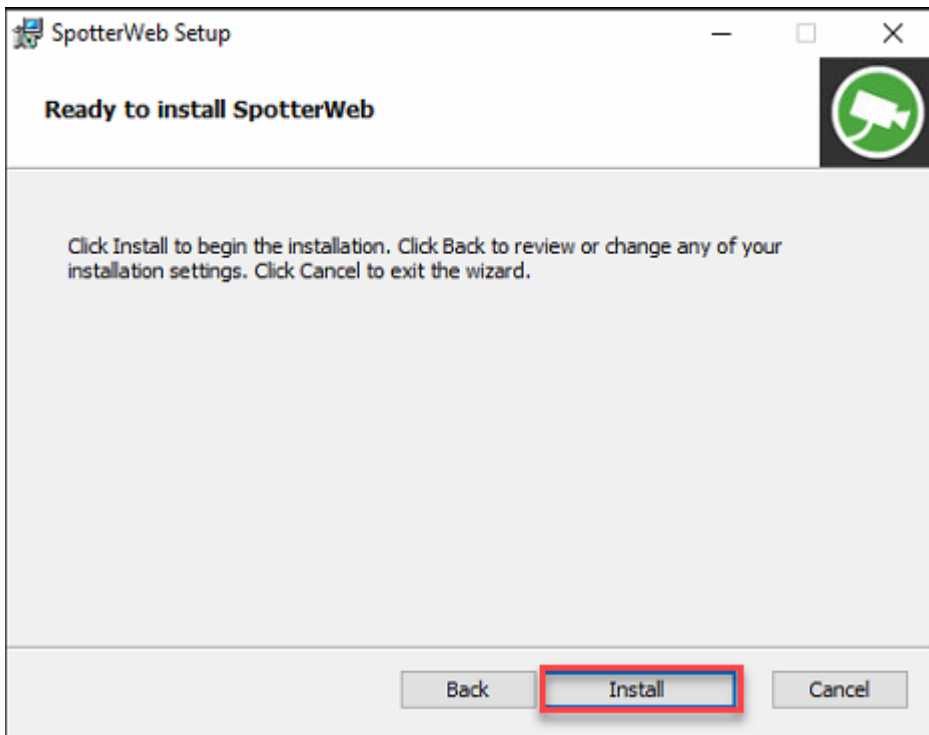 SpotterWeb Setup
Ready to install SpotterWeb
Click Install to begin the installation. Click Back to review or change any of your
installation settings. Click Cancel to exit the wizard.
Back Install Cancel